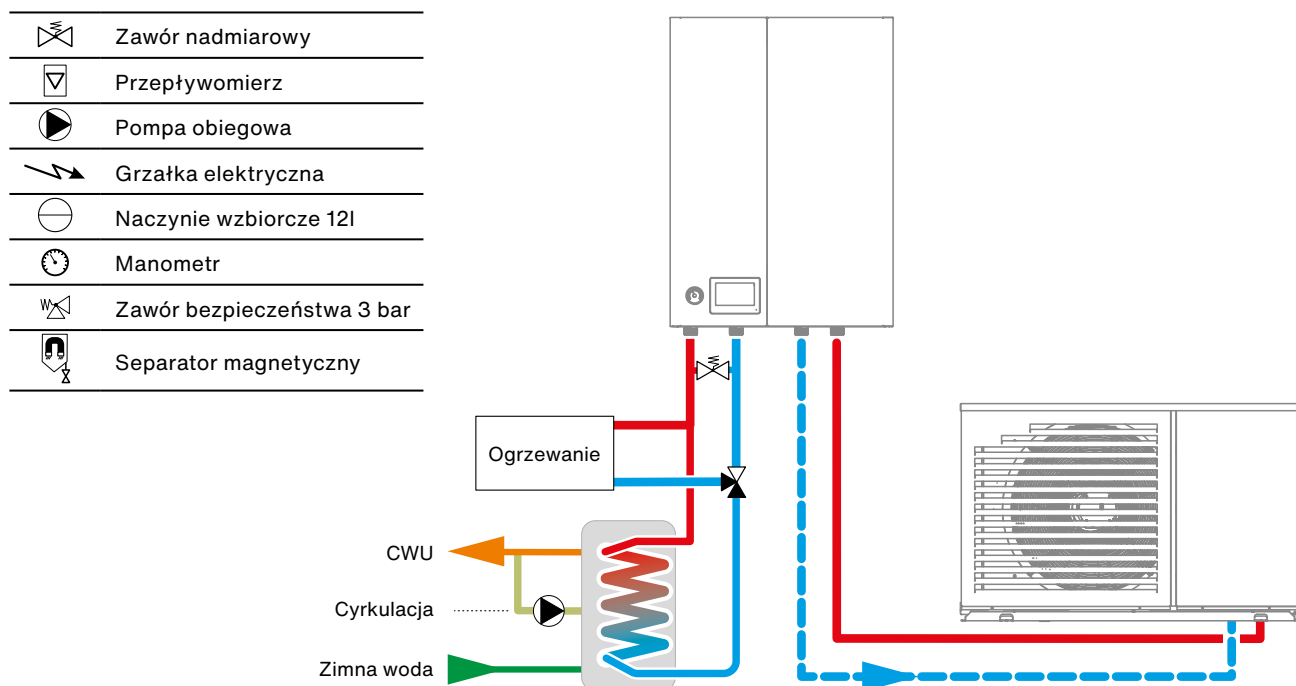 Zawór nadmiarowy
Przepływomierz
Pompa obiegowa
Grzałka elektryczna
Naczynie wzbiorcze 12l
Manometr
Zawór bezpieczeństwa 3 bar
Separator magnetyczny
Ogrzewanie
CWU
Cyrkulacja
Zimna woda